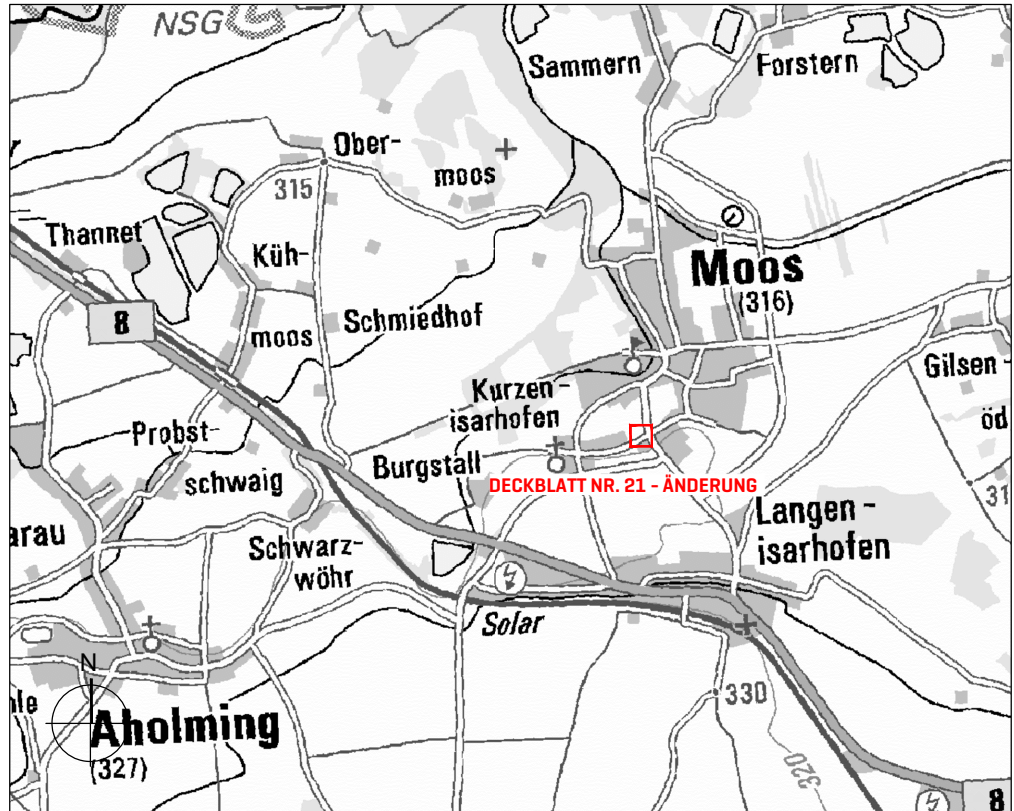 NSG
Sammern
Forstern
Ober-
moos
315
Thannet
Küh-
moos
Moos
(316)
8
Schmiedhof
Gilsen-
öd
Kurzen-
isarhofen
Probst-
schwaig
Burgstall
DECKBLATT NR. 21 - ÄNDERUNG
31
arau
Langen-
isarhofen
Schwarz-
wöhr
Solar
N
330
Aholming
(327)
320
8